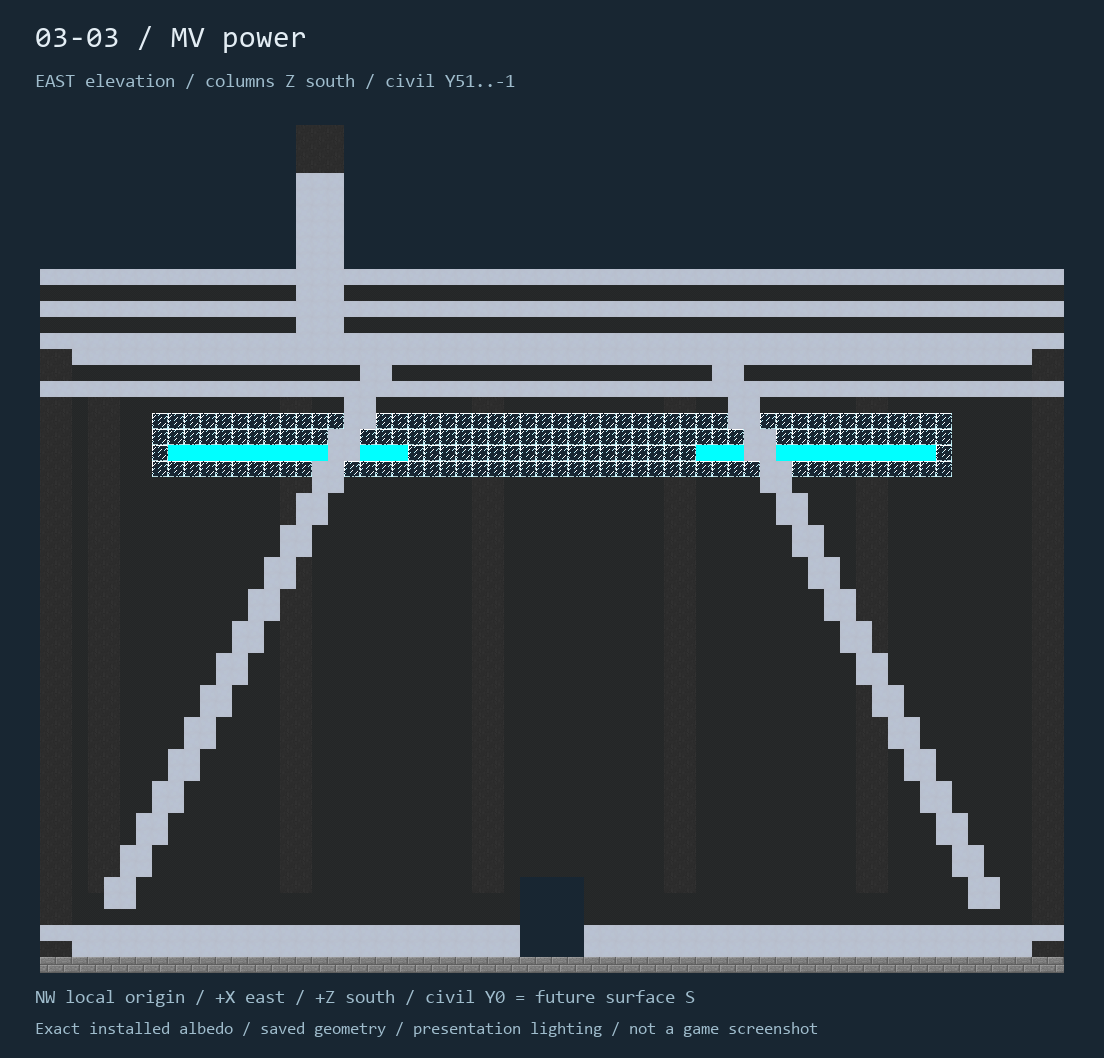 03-03 / MV power
EAST elevation / columns Z south / civil Y51..-1
NW local origin / +X east / +Z south / civil Y0 = future surface S
Exact installed albedo / saved geometry / presentation lighting / not a game screenshot